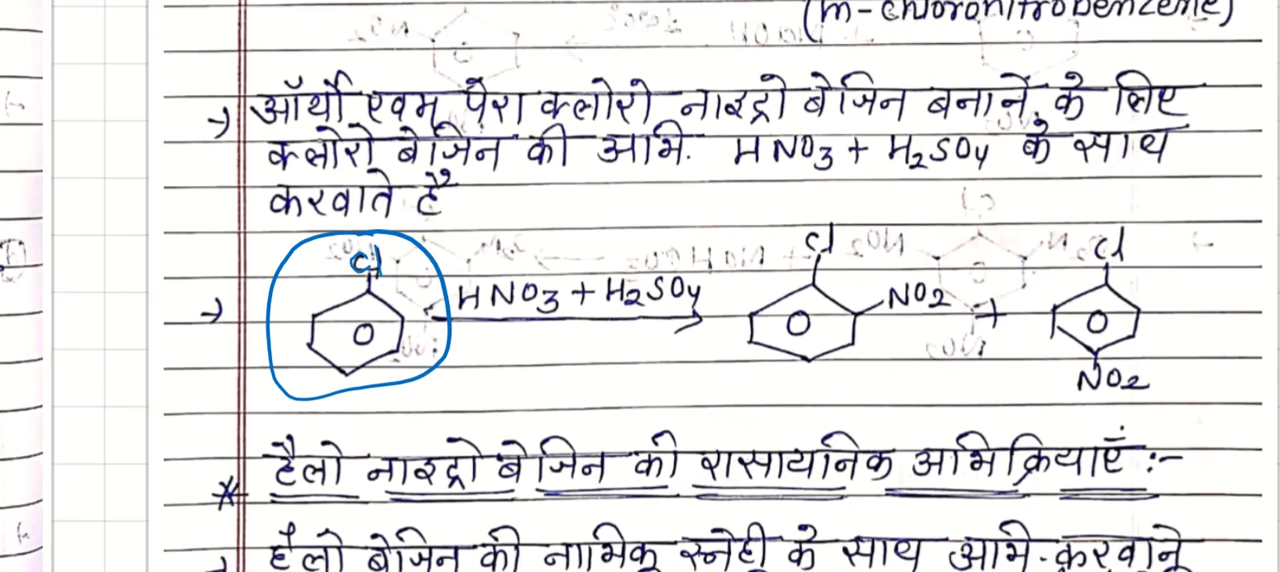 (m-chloronitrobenzene)
→ ऑर्थो एवम् पेरा क्लोरो नाइट्रो बेंजिन बनाने के लिए
क्लोरो बेंजिन की अभि. HNO3 + H2SO4 के साथ
करवाते है
Cl Cl Cl
→ HNO3 + H2SO4 NO2 +
NO2
* हैलो नाइट्रो बेंजिन की रासायनिक अभिक्रियाएँ :-
→ हैलो बेंजिन की नाभिक स्नेही के साथ अभि. करवाने